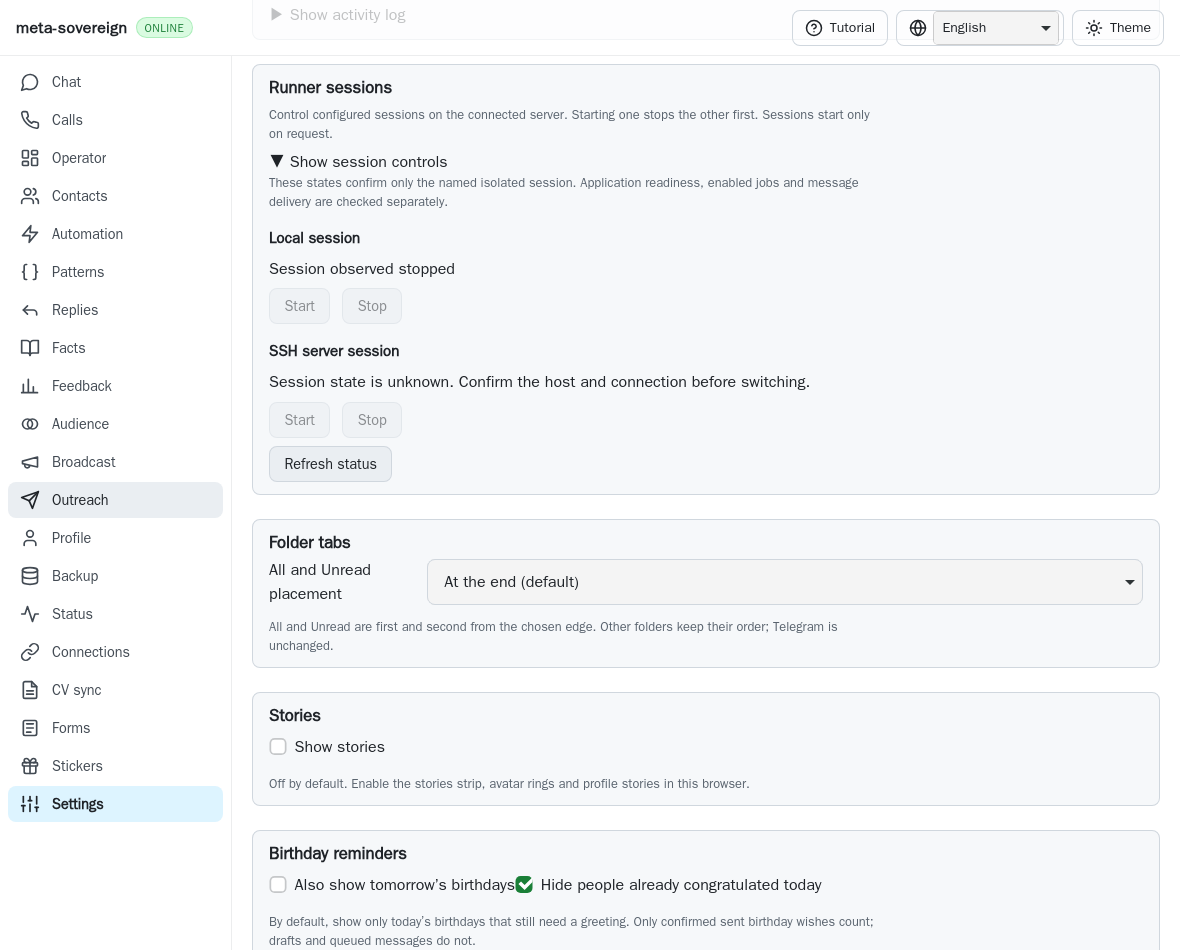 meta-sovereign ONLINE
▶ Show activity log
Tutorial
English
Theme
Chat
Calls
Operator
Contacts
Automation
Patterns
Replies
Facts
Feedback
Audience
Broadcast
Outreach
Profile
Backup
Status
Connections
CV sync
Forms
Stickers
Settings
Runner sessions
Control configured sessions on the connected server. Starting one stops the other first. Sessions start only
on request.
▼ Show session controls
These states confirm only the named isolated session. Application readiness, enabled jobs and message
delivery are checked separately.
Local session
Session observed stopped
Start Stop
SSH server session
Session state is unknown. Confirm the host and connection before switching.
Start Stop
Refresh status
Folder tabs
All and Unread
placement
At the end (default)
All and Unread are first and second from the chosen edge. Other folders keep their order; Telegram is
unchanged.
Stories
Show stories
Off by default. Enable the stories strip, avatar rings and profile stories in this browser.
Birthday reminders
Also show tomorrow's birthdays Hide people already congratulated today
By default, show only today's birthdays that still need a greeting. Only confirmed sent birthday wishes count;
drafts and queued messages do not.